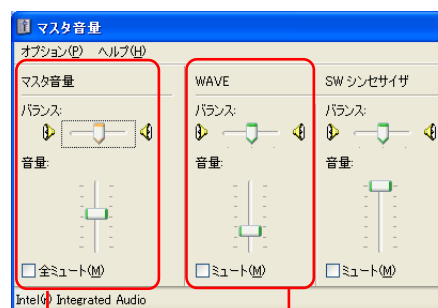 マスタ音量
オプション(P) ヘルプ(H)
マスタ音量
バランス:
音量:
全ミュート(M)
WAVE
バランス:
音量:
ミュート(M)
SW シンセサイザ
バランス:
音量:
ミュート(M)
Intel(r) Integrated Audio